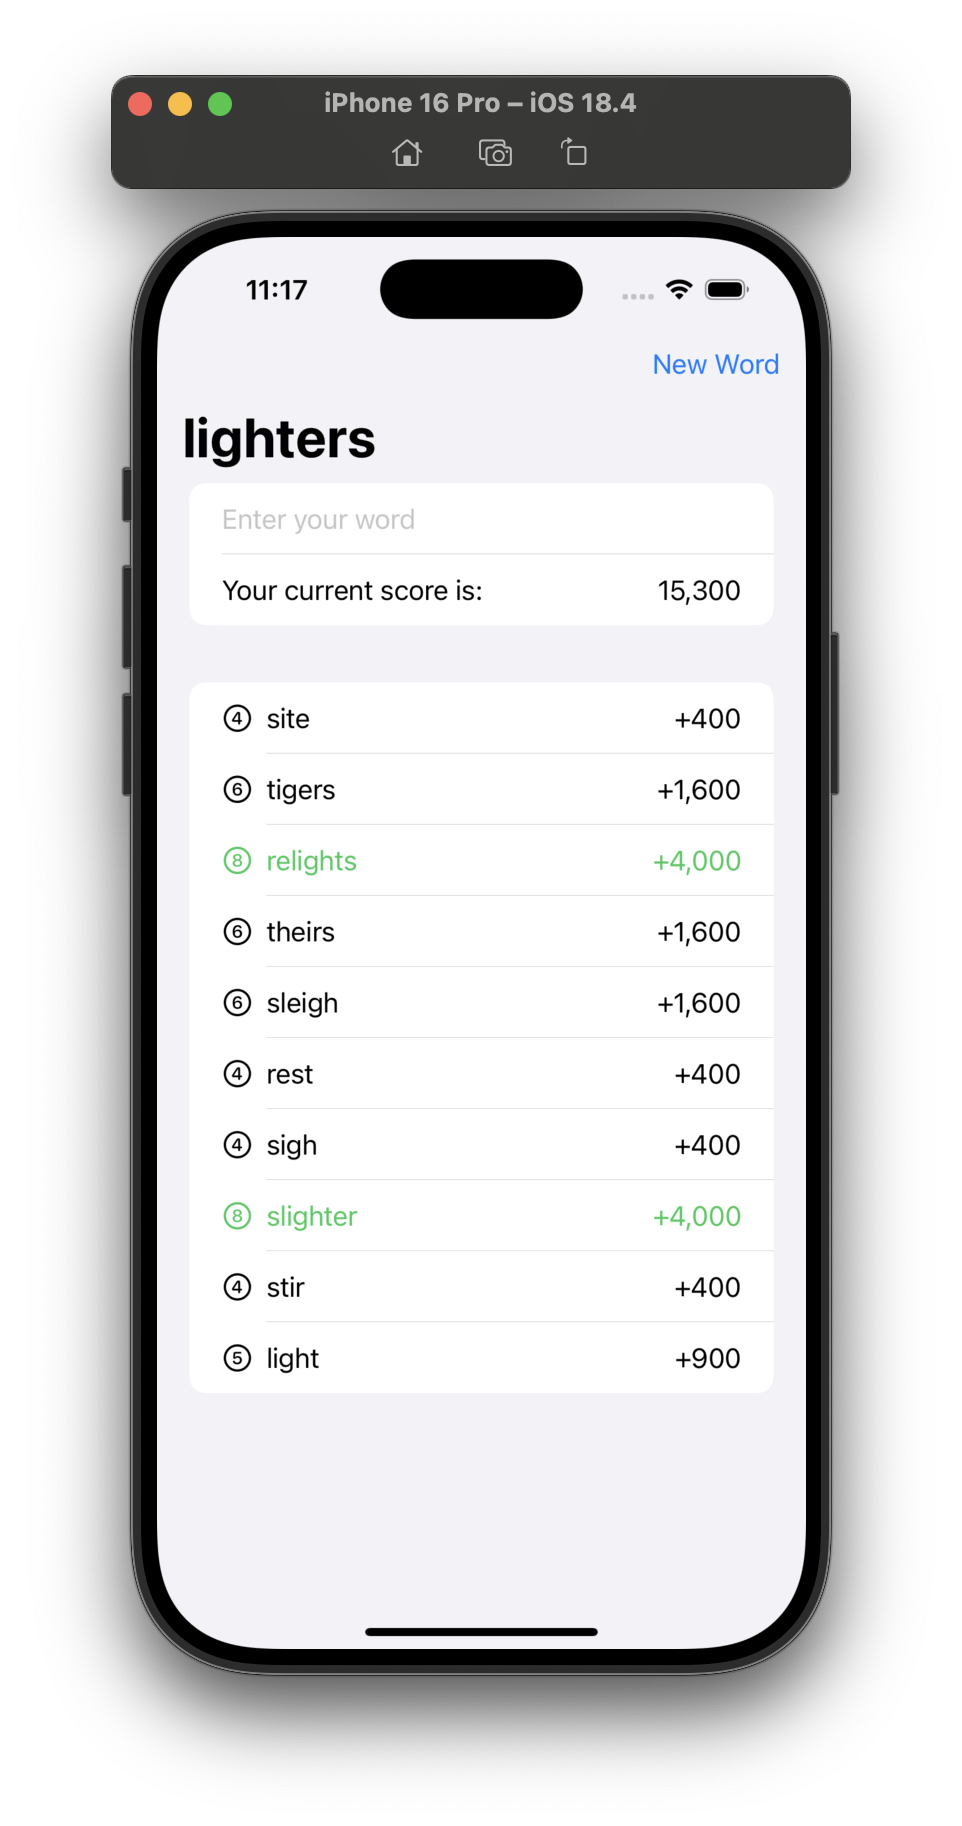 iPhone 16 Pro – iOS 18.4
11:17
New Word
lighters
Enter your word
Your current score is: 15,300
4 site +400
6 tigers +1,600
8 relights +4,000
6 theirs +1,600
6 sleigh +1,600
4 rest +400
4 sigh +400
8 slighter +4,000
4 stir +400
5 light +900